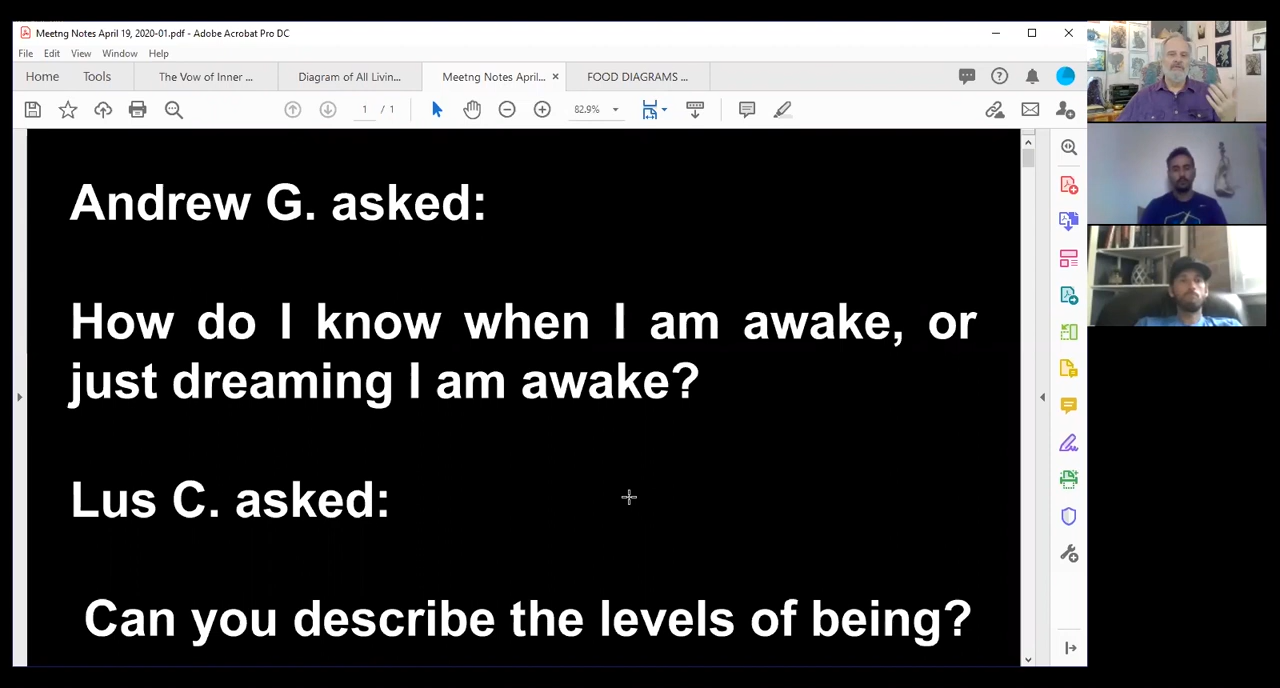 Meetng Notes April 19, 2020-01.pdf - Adobe Acrobat Pro DC
File Edit View Window Help
Home Tools The Vow of Inner ... Diagram of All Livin... Meetng Notes April... × FOOD DIAGRAMS ...
1 / 1 82.9%
Andrew G. asked:
How do I know when I am awake, or
just dreaming I am awake?
Lus C. asked:
Can you describe the levels of being?